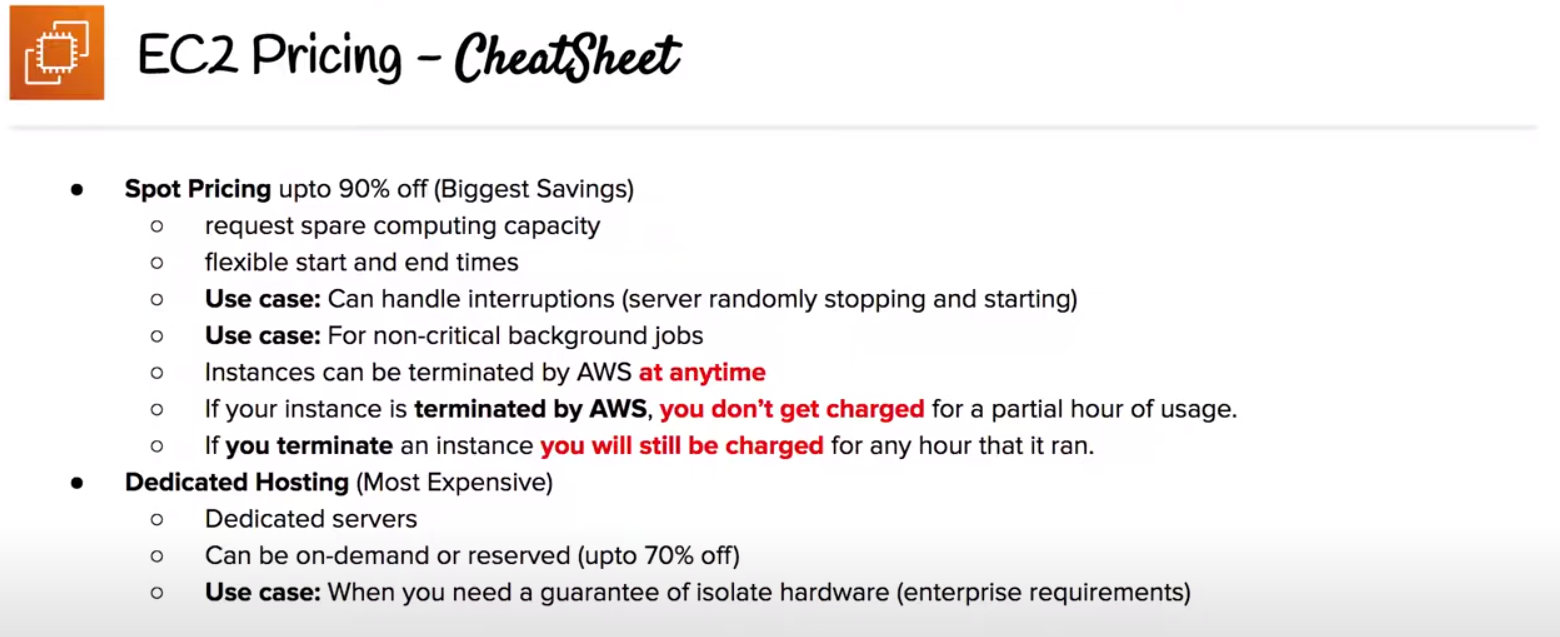 EC2 Pricing - CheatSheet
● Spot Pricing upto 90% off (Biggest Savings)
○ request spare computing capacity
○ flexible start and end times
○ Use case: Can handle interruptions (server randomly stopping and starting)
○ Use case: For non-critical background jobs
○ Instances can be terminated by AWS at anytime
○ If your instance is terminated by AWS, you don’t get charged for a partial hour of usage.
○ If you terminate an instance you will still be charged for any hour that it ran.
● Dedicated Hosting (Most Expensive)
○ Dedicated servers
○ Can be on-demand or reserved (upto 70% off)
○ Use case: When you need a guarantee of isolate hardware (enterprise requirements)